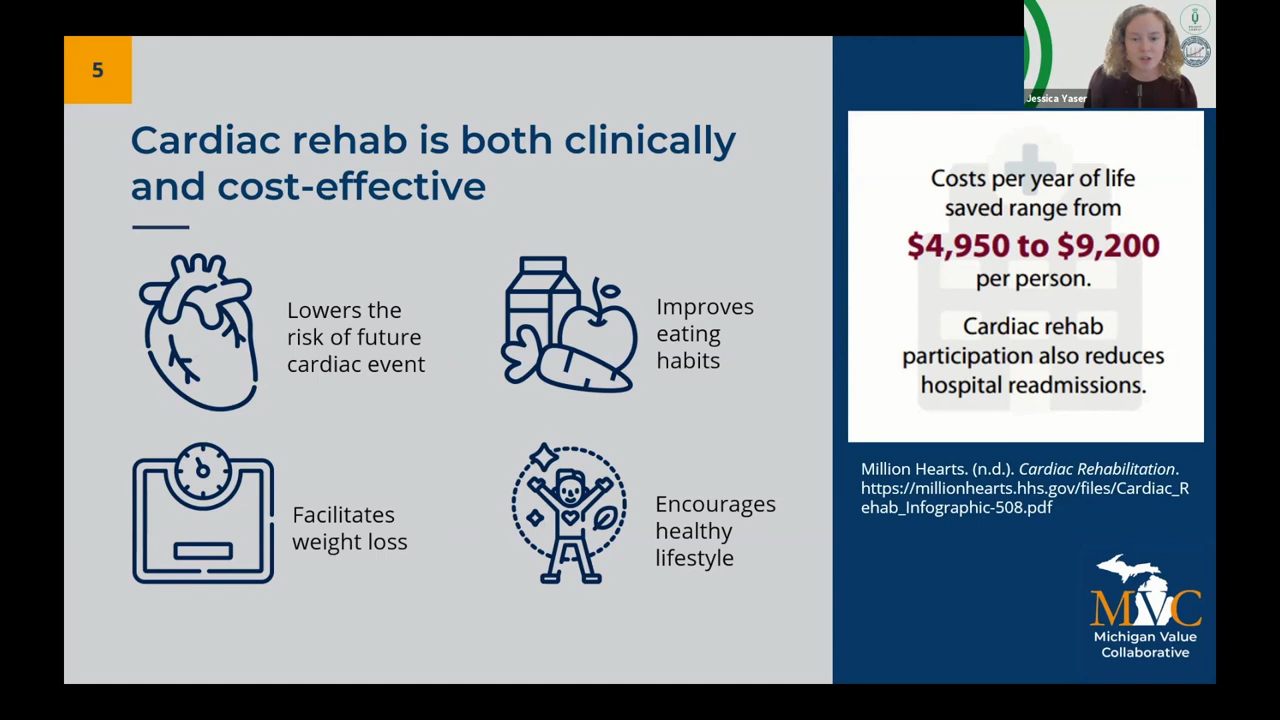 5
Cardiac rehab is both clinically
and cost-effective
Lowers the
risk of future
cardiac event
Improves
eating
habits
Facilitates
weight loss
Encourages
healthy
lifestyle
Jessica Yaser
Costs per year of life
saved range from
$4,950 to $9,200
per person.
Cardiac rehab
participation also reduces
hospital readmissions.
Million Hearts. (n.d.). Cardiac Rehabilitation.
https://millionhearts.hhs.gov/files/Cardiac_R
ehab_Infographic-508.pdf
MVC
Michigan Value
Collaborative